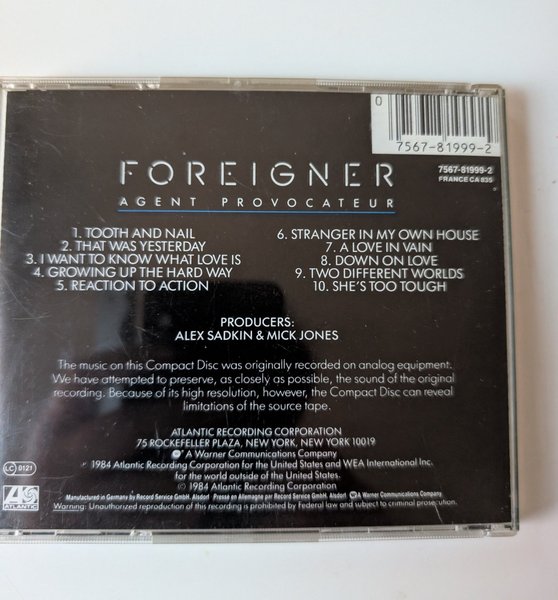 0
7567-81999-2
7567-81999-2
FRANCE CA 835
FOREIGNER
AGENT PROVOCATEUR
1. TOOTH AND NAIL
2. THAT WAS YESTERDAY
3. I WANT TO KNOW WHAT LOVE IS
4. GROWING UP THE HARD WAY
5. REACTION TO ACTION
6. STRANGER IN MY OWN HOUSE
7. A LOVE IN VAIN
8. DOWN ON LOVE
9. TWO DIFFERENT WORLDS
10. SHE'S TOO TOUGH
PRODUCERS:
ALEX SADKIN & MICK JONES
The music on this Compact Disc was originally recorded on analog equipment.
We have attempted to preserve, as closely as possible, the sound of the original
recording. Because of its high resolution, however, the Compact Disc can reveal
limitations of the source tape.
ATLANTIC RECORDING CORPORATION
75 ROCKEFELLER PLAZA, NEW YORK, NEW YORK 10019
A Warner Communications Company
℗ 1984 Atlantic Recording Corporation for the United States and WEA International Inc.
for the world outside of the United States.
© 1984 Atlantic Recording Corporation
LC 0121
ATLANTIC
Manufactured in Germany by Record Service GmbH, Alsdorf Presse en Allemagne par Record Service GmbH, Alsdorf A Warner Communications Company
Warning: Unauthorized reproduction of this recording is prohibited by Federal law and subject to criminal prosecution.